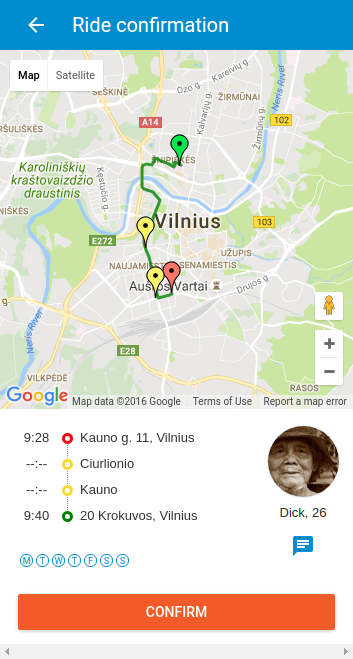 Ride confirmation
Map Satellite
Kareivių g.
Ozo g.
ŠEŠKINĖ
ŽIRMŪNAI
Neris River
A14
102
Kalvarijų g.
Žirmūnų g.
ŠNIPIŠKĖS
Karoliniškių
kraštovaizdžio
draustinis
Vilnius
103
E272
UŽUPIS
NAUJAMIESTIS
SENAMIESTIS
Drujos g.
Aušros Vartai
Neris River
E28
VILKPĖDĖ
RASOS
+
−
Google Map data ©2016 Google Terms of Use Report a map error
9:28 Kauno g. 11, Vilnius
--:-- Ciurlionio
--:-- Kauno
9:40 20 Krokuvos, Vilnius
Dick, 26
M T W T F S S
CONFIRM